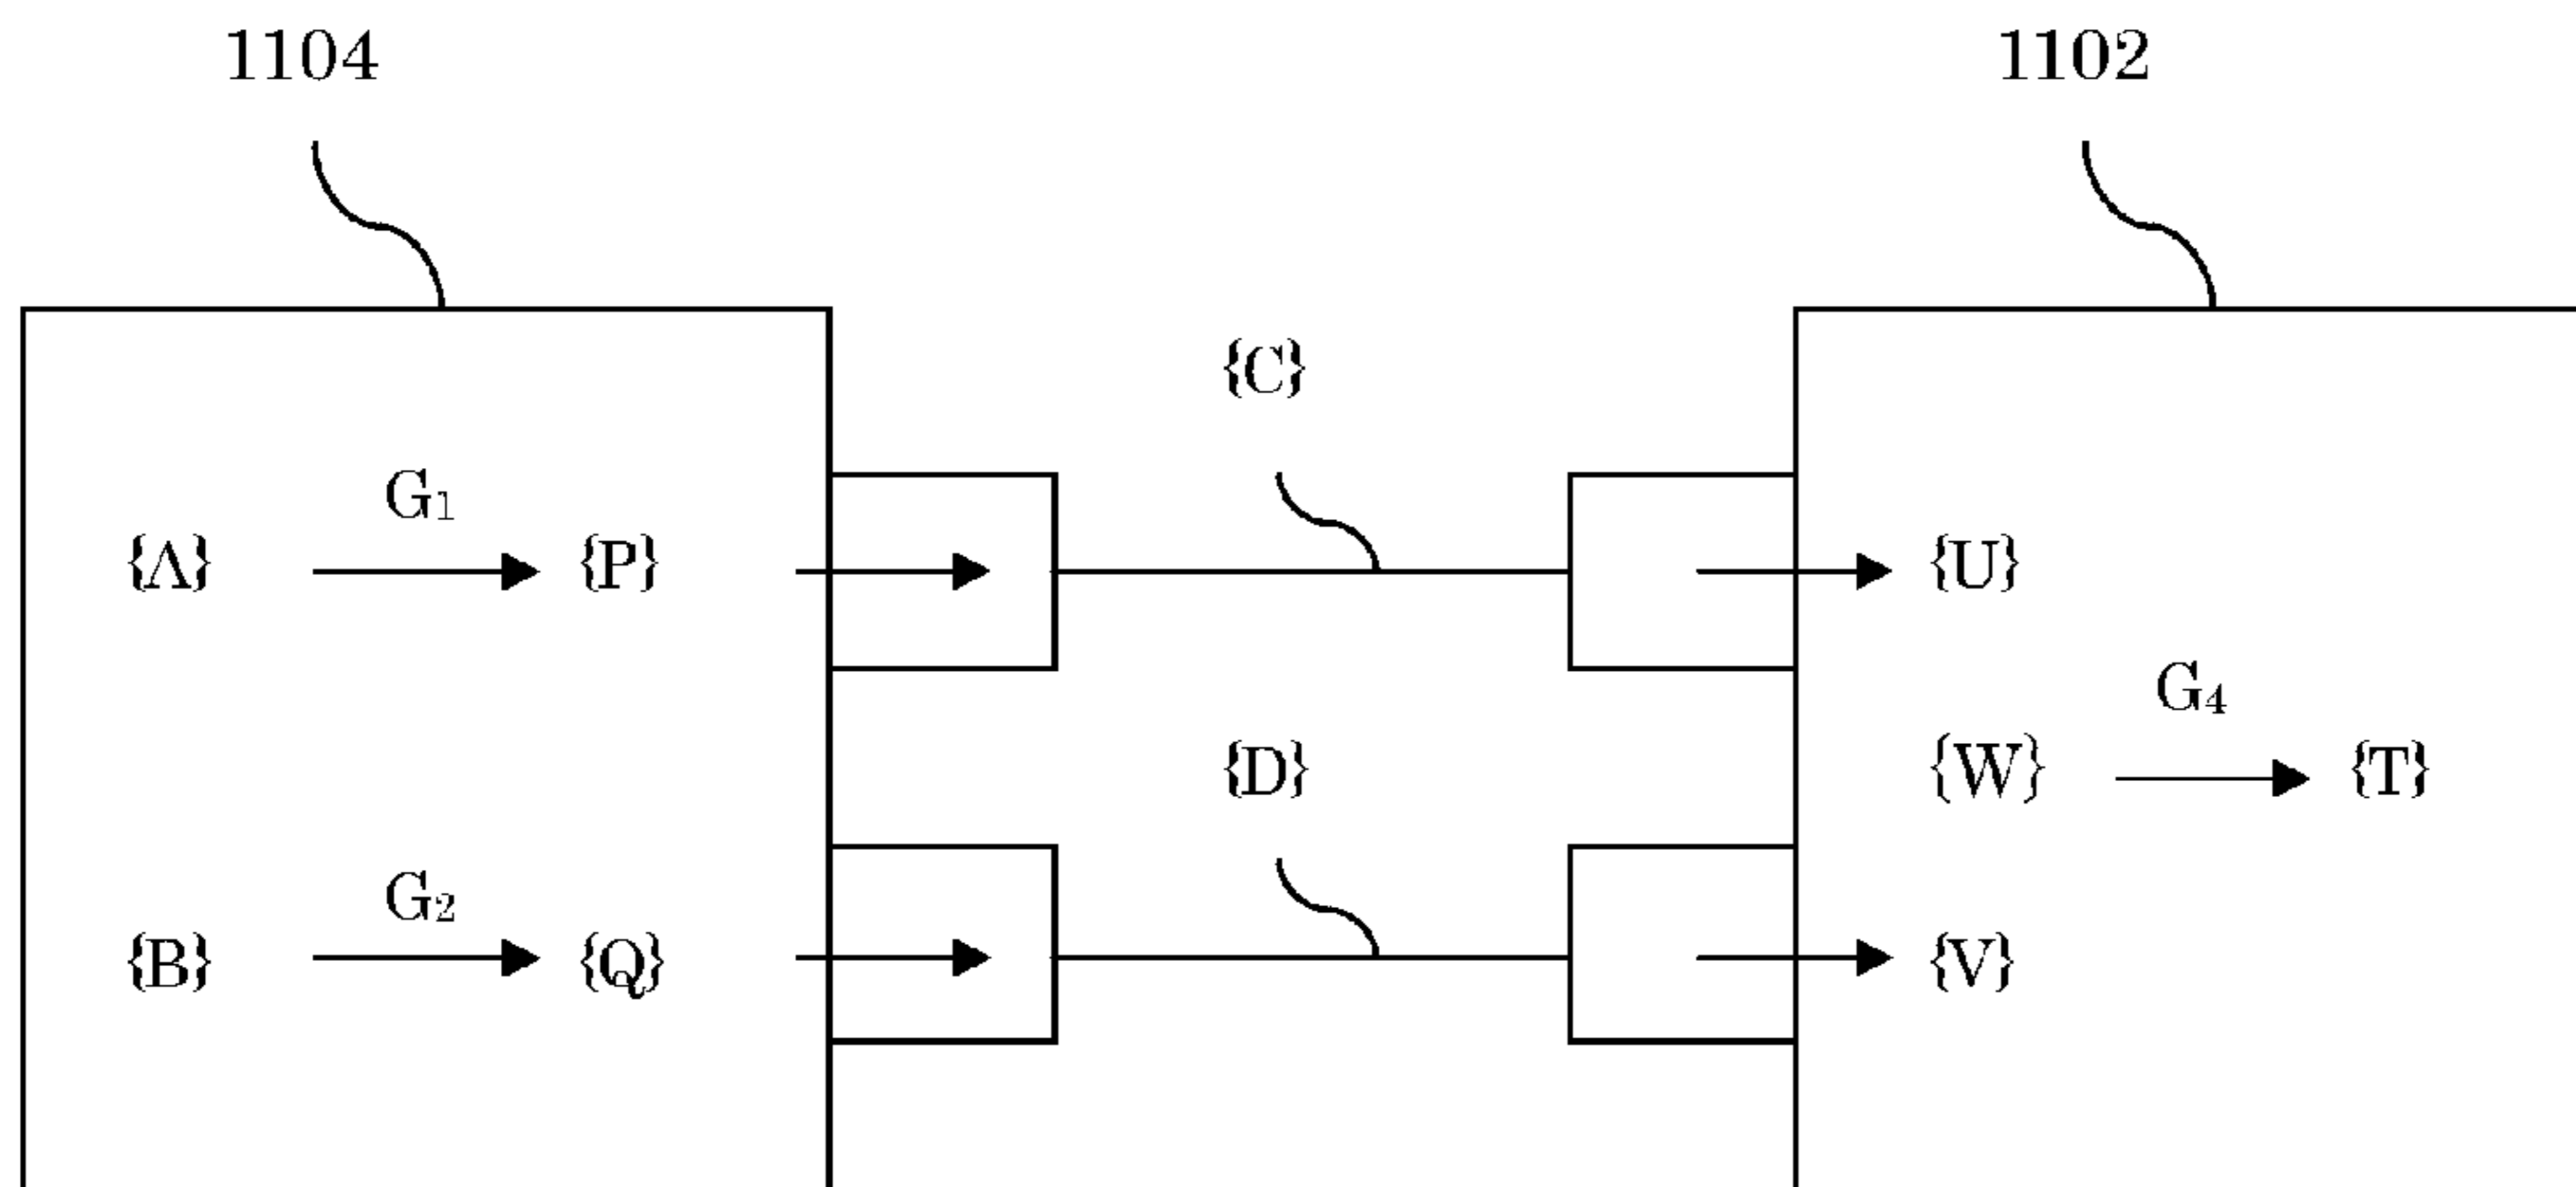 1104 1102
{C}
G₁
{Λ} {P} {U}
G₄
{D} {W} {T}
G₂
{B} {Q} {V}